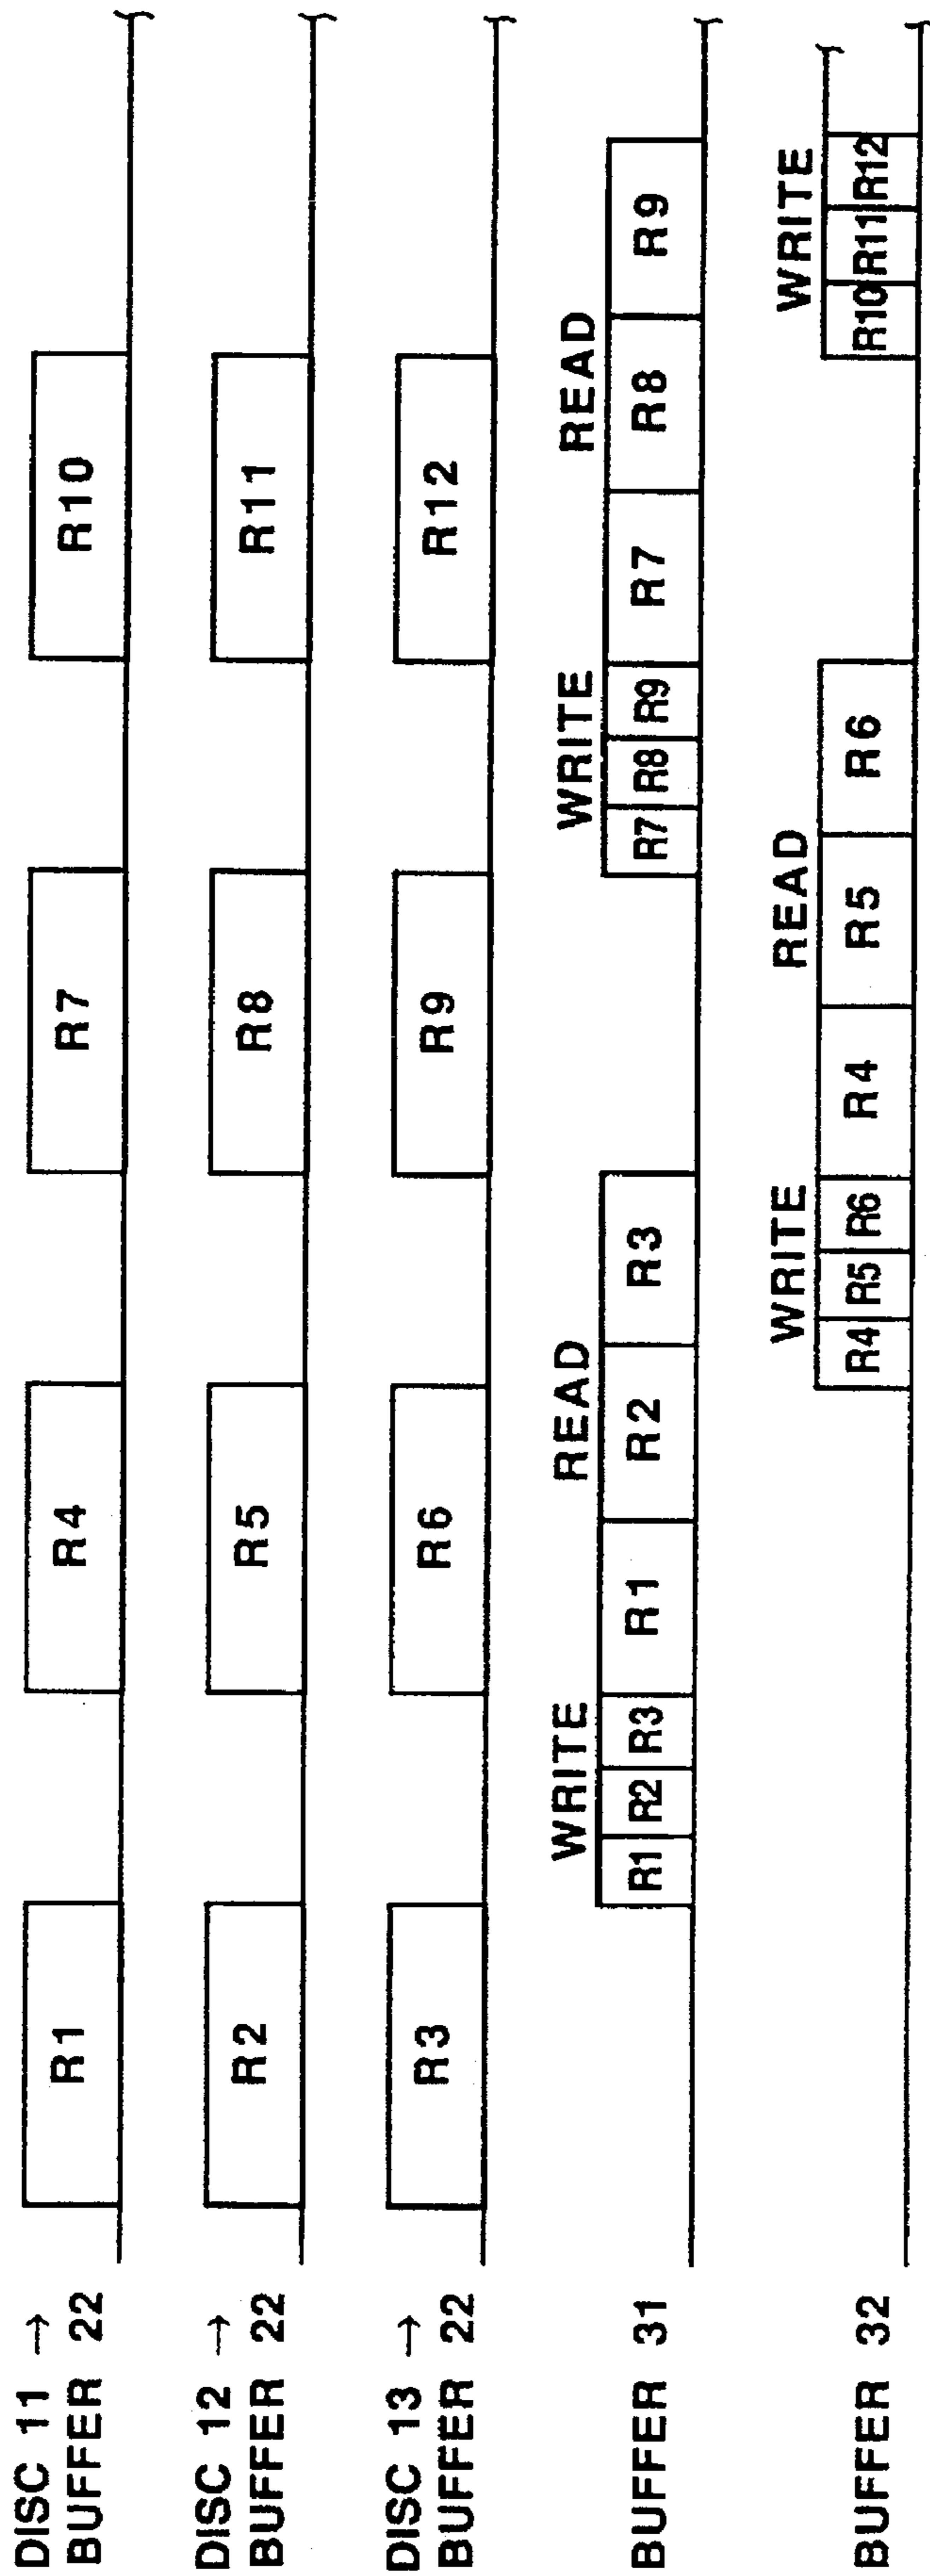 DISC 11 →
BUFFER 22
R1
R4
R7
R10
DISC 12 →
BUFFER 22
R2
R5
R8
R11
DISC 13 →
BUFFER 22
R3
R6
R9
R12
WRITE READ WRITE READ
BUFFER 31
R1 R2 R3 R1 R2 R3 R7 R8 R9 R7 R8 R9
WRITE READ WRITE
BUFFER 32
R4 R5 R6 R4 R5 R6 R10 R11 R12